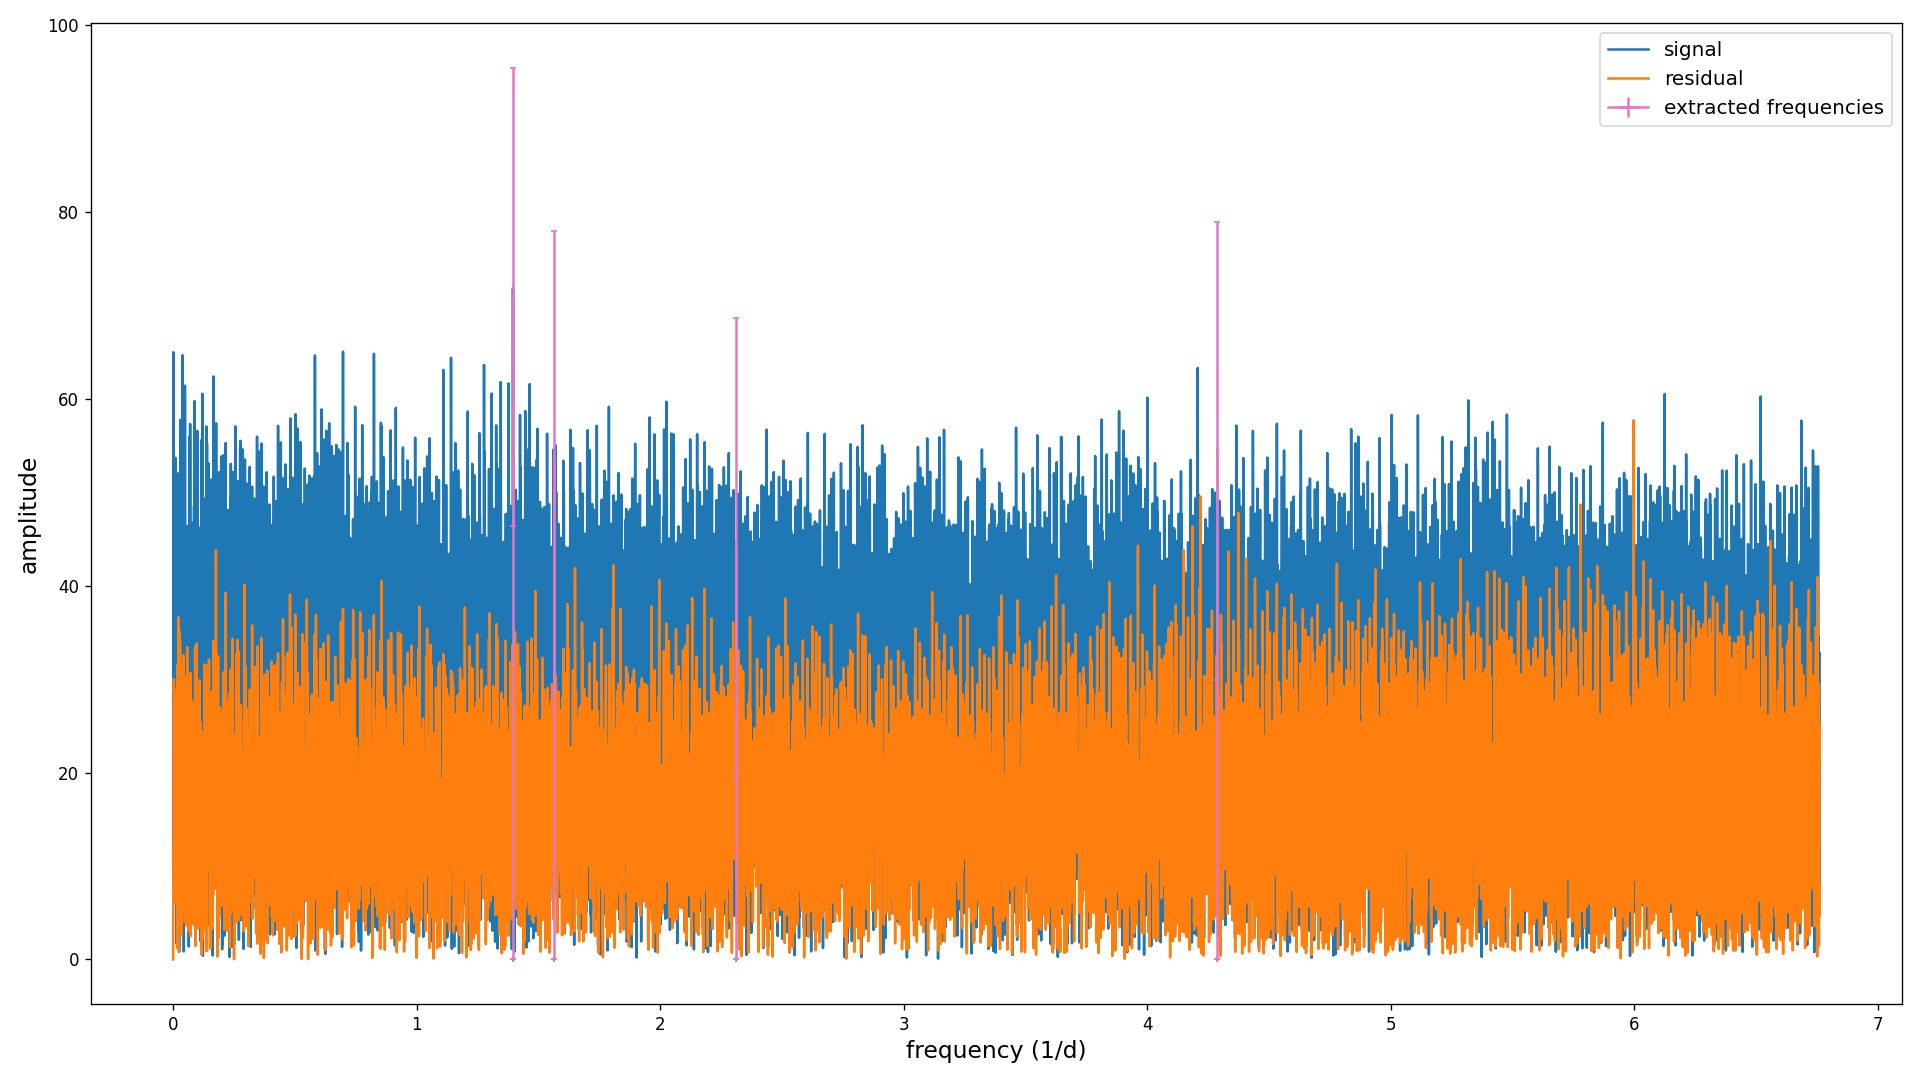 100
80
60
40
20
0
amplitude
signal
residual
extracted frequencies
0 1 2 3 4 5 6 7
frequency (1/d)